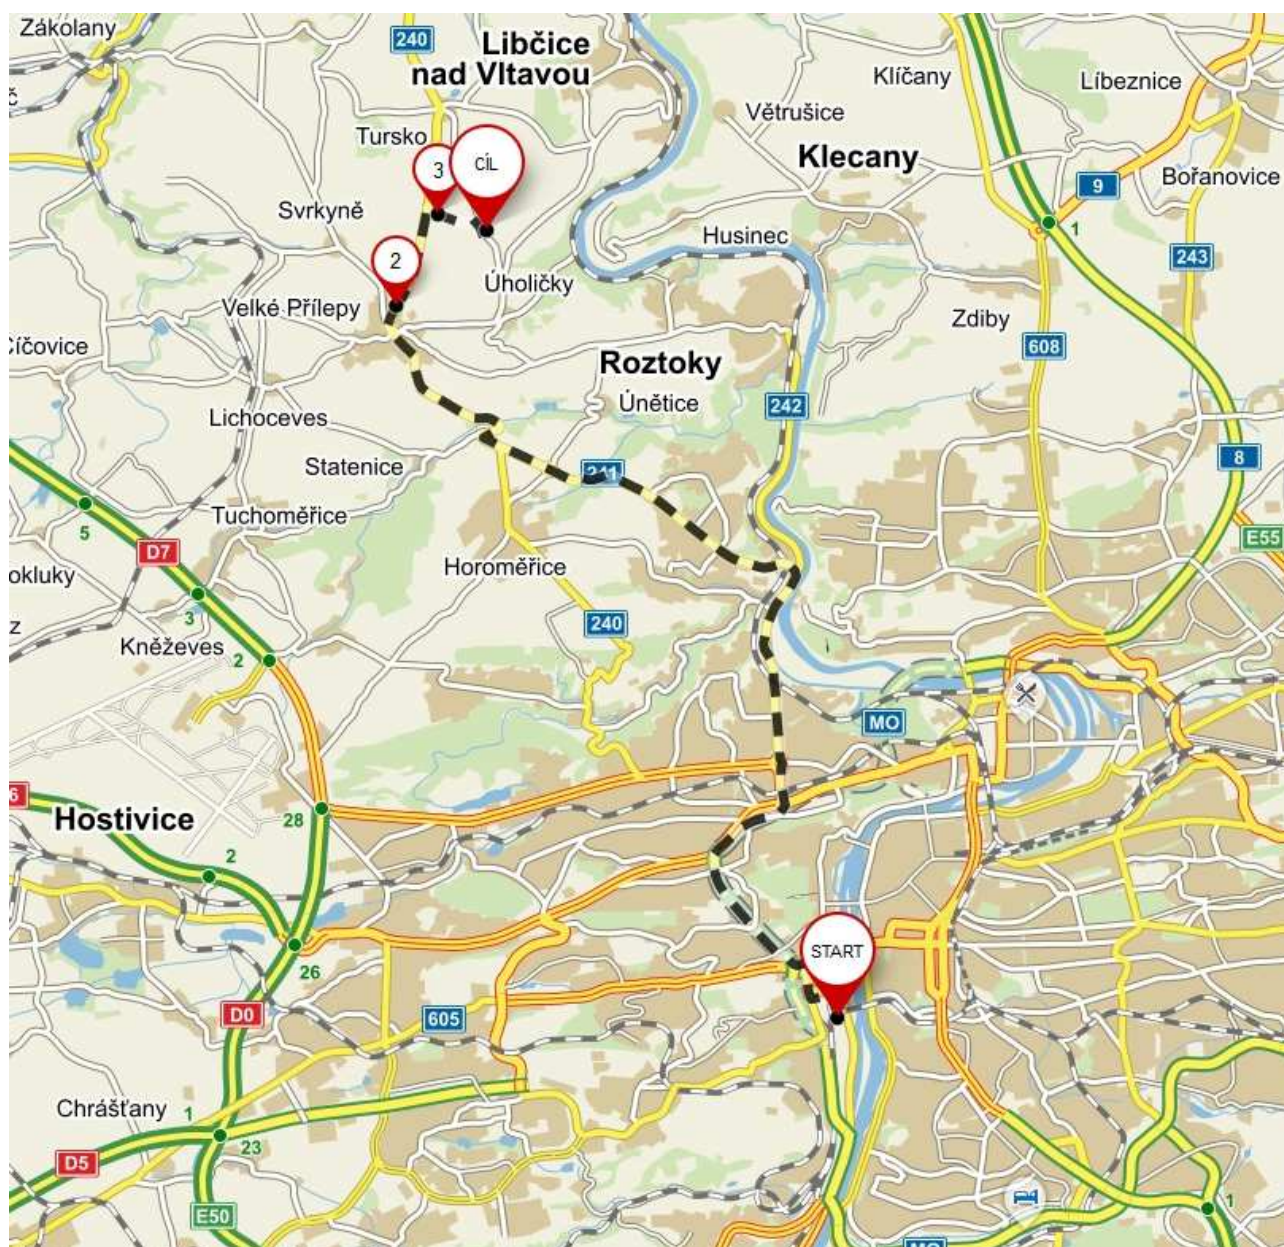 Zákolany
240
Libčice
nad Vltavou
Klíčany
Líbeznice
Větrušice
Tursko
3
CÍL
Klecany
9
Bořanovice
Svrkyně
1
Husinec
243
2
Úholičky
Velké Přílepy
Zdiby
608
Roztoky
Únětice
242
Lichoceves
Statenice
241
8
5
Tuchoměřice
D7
E55
Horoměřice
3
240
Kněževes
2
MO
6
Hostivice
28
2
START
26
D0
605
Chrášťany
1
23
D5
E50
1
MO